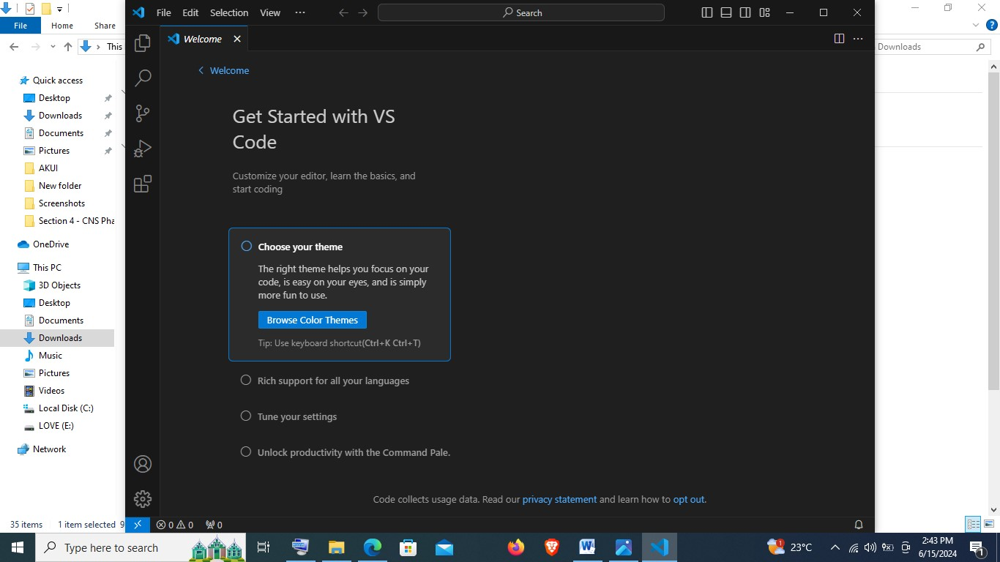 File Edit Selection View ···
Search
File Home Share
This
Downloads
Welcome
Welcome
Get Started with VS
Code
Customize your editor, learn the basics, and
start coding
Choose your theme
The right theme helps you focus on your
code, is easy on your eyes, and is simply
more fun to use.
Browse Color Themes
Tip: Use keyboard shortcut(Ctrl+K Ctrl+T)
Rich support for all your languages
Tune your settings
Unlock productivity with the Command Pale.
Code collects usage data. Read our privacy statement and learn how to opt out.
Quick access
Desktop
Downloads
Documents
Pictures
AKUI
New folder
Screenshots
Section 4 - CNS Pha
OneDrive
This PC
3D Objects
Desktop
Documents
Downloads
Music
Pictures
Videos
Local Disk (C:)
LOVE (E:)
Network
35 items 1 item selected 9
0 0 0
Type here to search
1
23°C
2:43 PM
6/15/2024
1